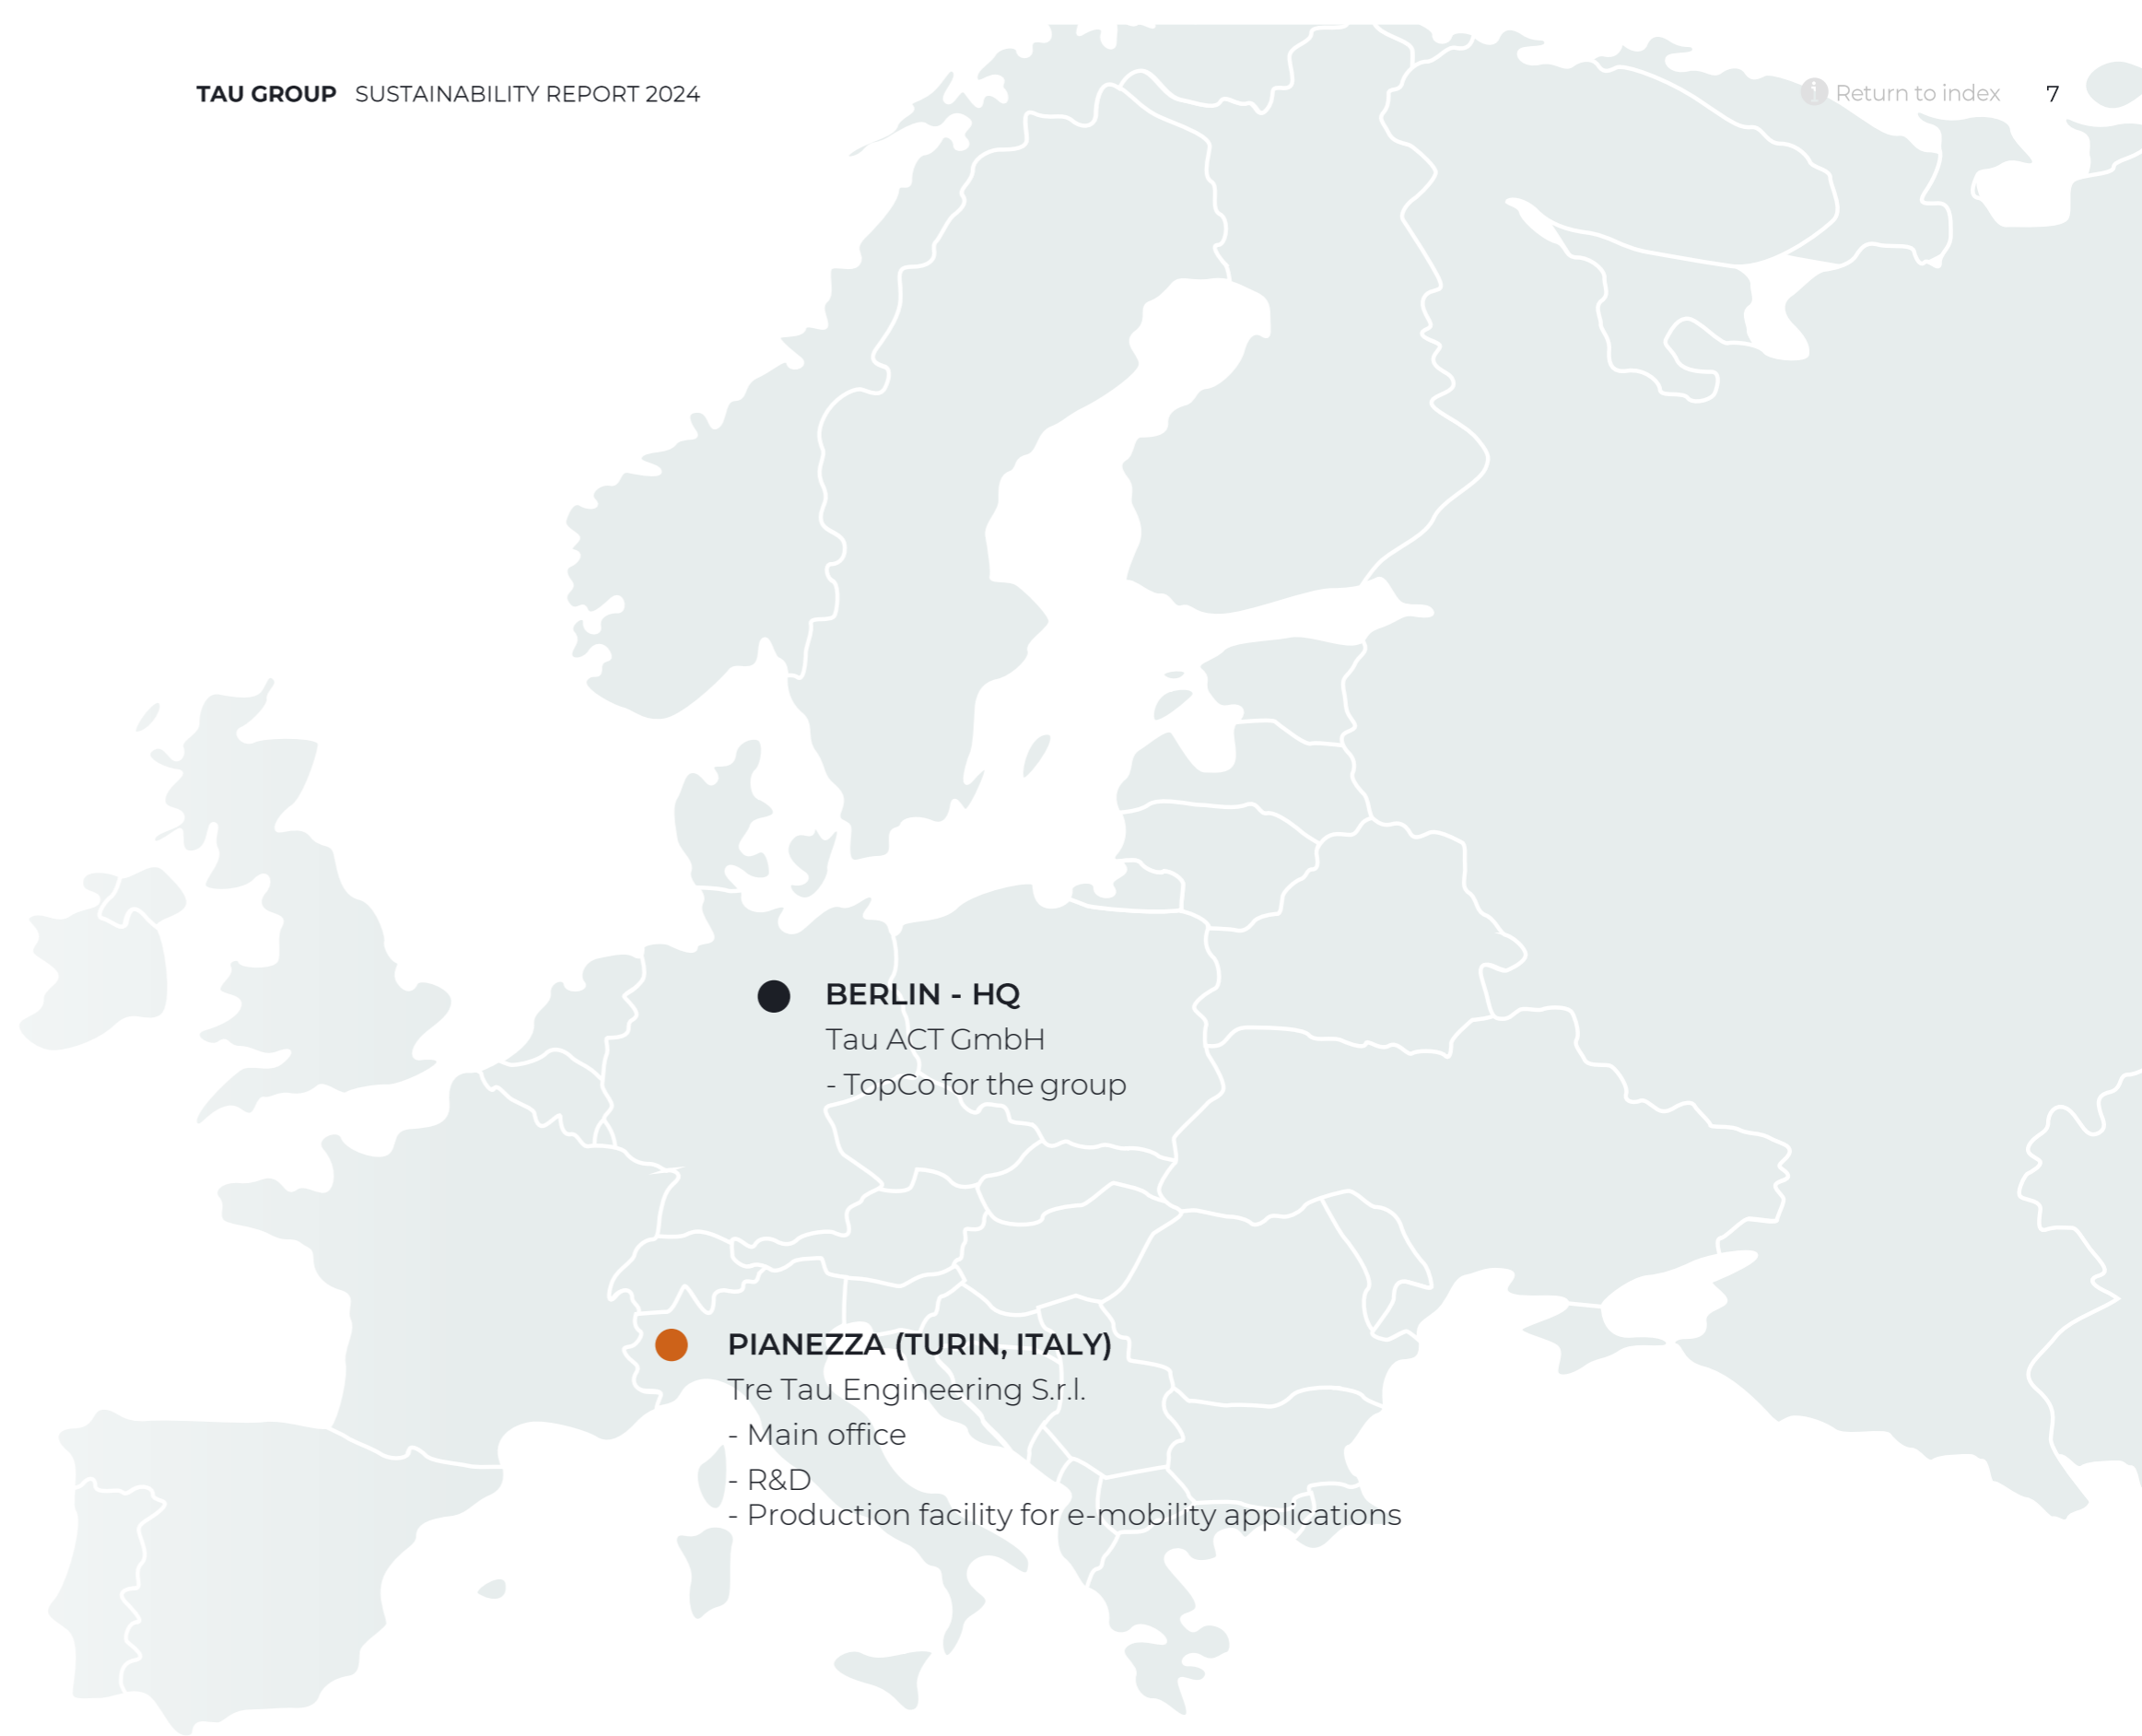 TAU GROUP SUSTAINABILITY REPORT 2024
Return to index 7
BERLIN - HQ
Tau ACT GmbH
- TopCo for the group
PIANEZZA (TURIN, ITALY)
Tre Tau Engineering S.r.l.
- Main office
- R&D
- Production facility for e-mobility applications